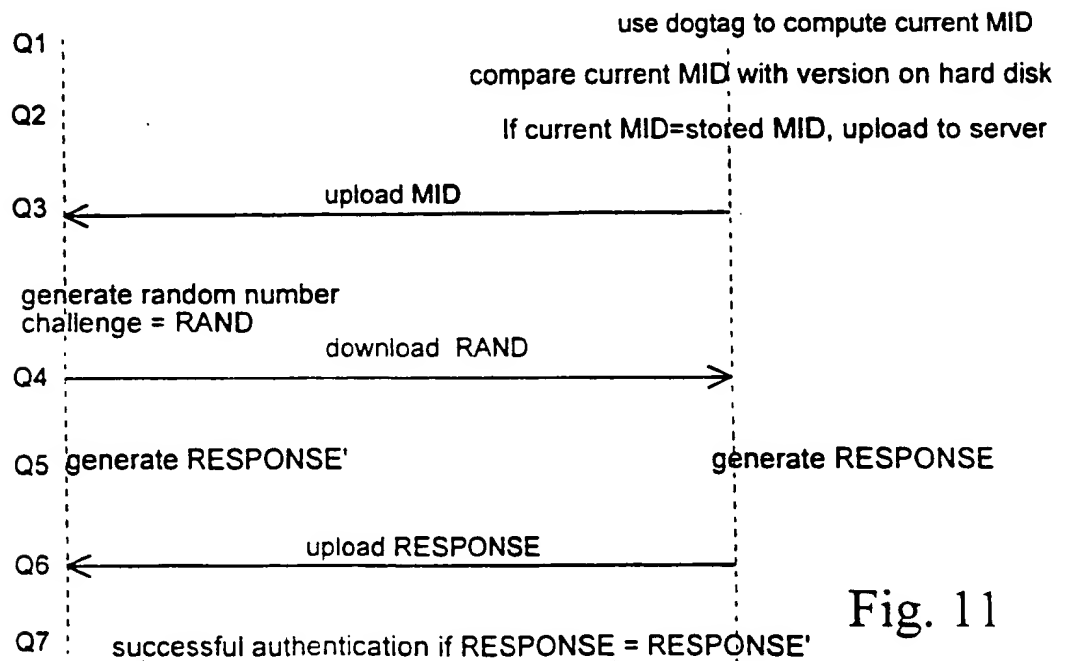 use dogtag to compute current MID
Q1
compare current MID with version on hard disk
Q2
If current MID=stored MID, upload to server
upload MID
Q3
generate random number
challenge = RAND
download RAND
Q4
Q5 generate RESPONSE' generate RESPONSE
upload RESPONSE
Q6
Fig. 11
Q7 successful authentication if RESPONSE = RESPONSE'